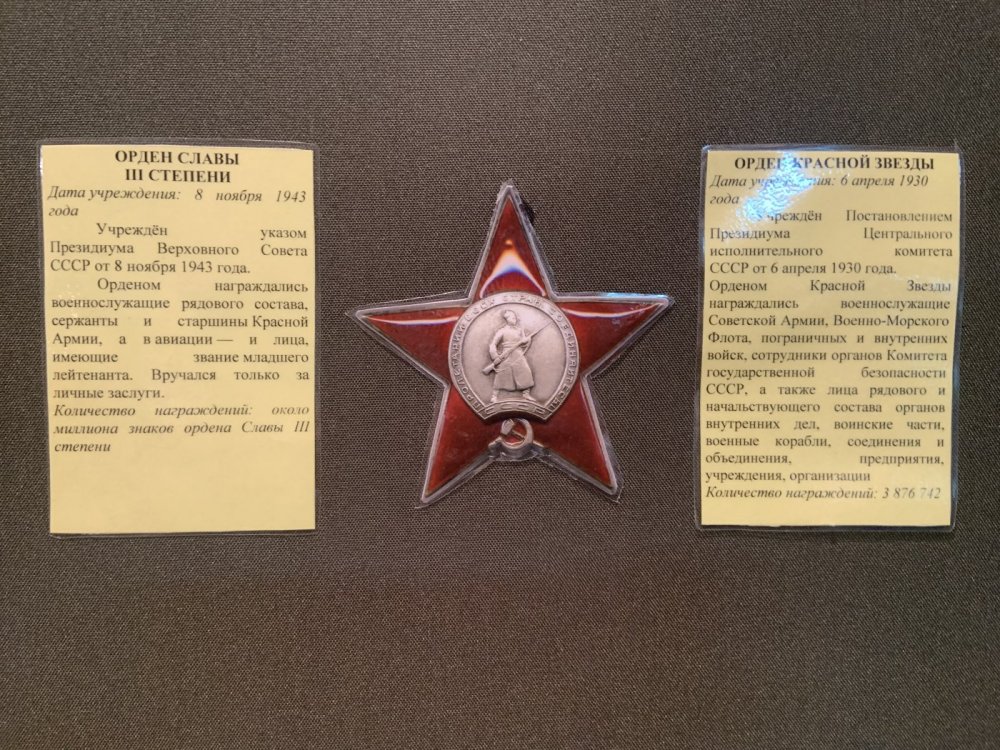 ОРДЕН СЛАВЫ
III СТЕПЕНИ
Дата учреждения: 8 ноября 1943
года
Учреждён указом
Президиума Верховного Совета
СССР от 8 ноября 1943 года.
Орденом награждались
военнослужащие рядового состава,
сержанты и старшины Красной
Армии, а в авиации — и лица,
имеющие звание младшего
лейтенанта. Вручался только за
личные заслуги.
Количество награждений: около
миллиона знаков ордена Славы III
степени
ПРОЛЕТАРИИ ВСЕХ СТРАН СОЕДИНЯЙТЕСЬ
ОРДЕН КРАСНОЙ ЗВЕЗДЫ
Дата учреждения: 6 апреля 1930
года
Учреждён Постановлением
Президиума Центрального
исполнительного комитета
СССР от 6 апреля 1930 года.
Орденом Красной Звезды
награждались военнослужащие
Советской Армии, Военно-Морского
Флота, пограничных и внутренних
войск, сотрудники органов Комитета
государственной безопасности
СССР, а также лица рядового и
начальствующего состава органов
внутренних дел, воинские части,
военные корабли, соединения и
объединения, предприятия,
учреждения, организации
Количество награждений: 3 876 742